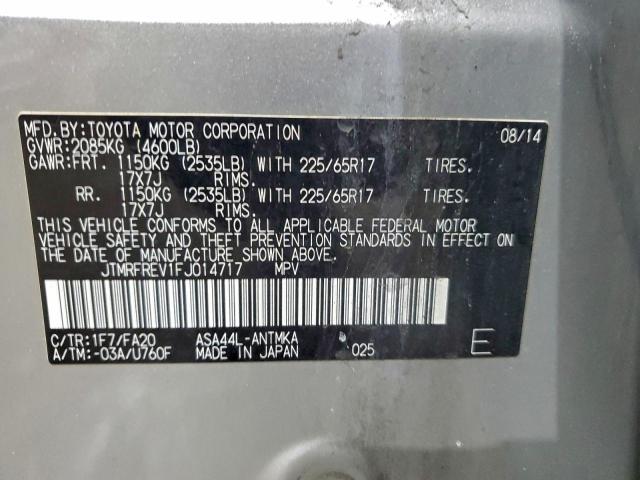 MFD.BY:TOYOTA MOTOR CORPORATION 08/14
GVWR:2085KG (4600LB)
GAWR:FRT. 1150KG (2535LB) WITH 225/65R17 TIRES.
17X7J RIMS.
RR. 1150KG (2535LB) WITH 225/65R17 TIRES.
17X7J RIMS.
THIS VEHICLE CONFORMS TO ALL APPLICABLE FEDERAL MOTOR
VEHICLE SAFETY AND THEFT PREVENTION STANDARDS IN EFFECT ON
THE DATE OF MANUFACTURE SHOWN ABOVE.
JTMRFREV1FJ014717 MPV
C/TR:1F7/FA20 ASA44L-ANTMKA
A/TM:-03A/U760F MADE IN JAPAN 025 E